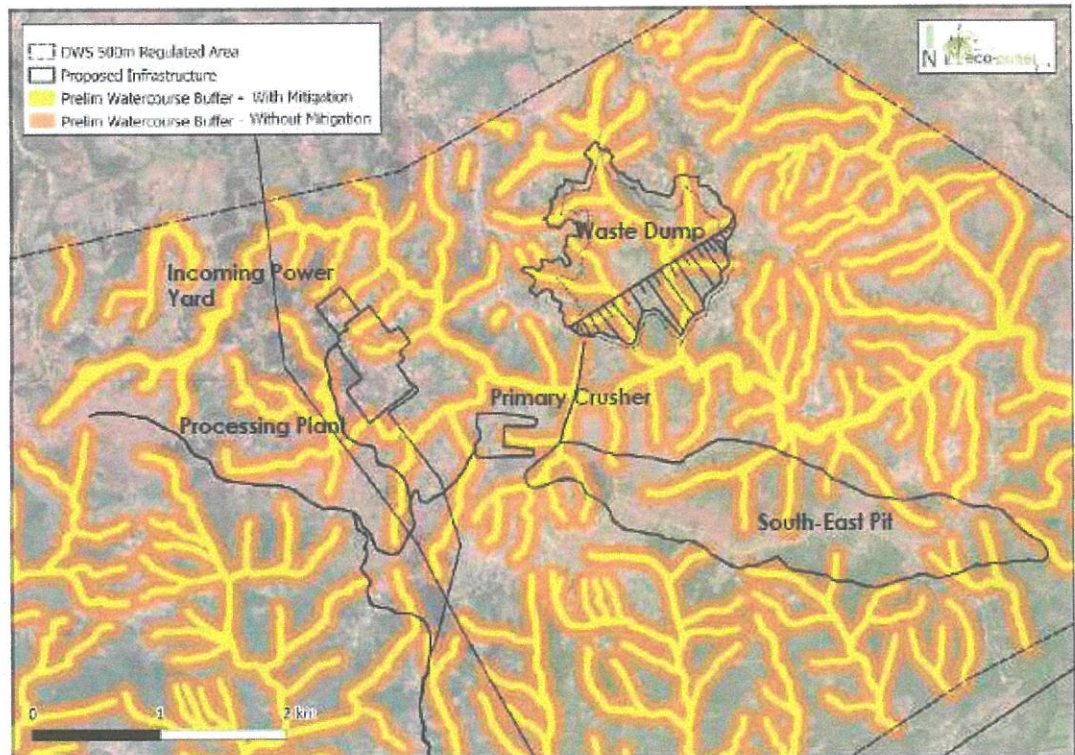 DWS 500m Regulated Area
Proposed Infrastructure
Prelim Watercourse Buffer - With Mitigation
Prelim Watercourse Buffer - Without Mitigation
N
Waste Dump
Incoming Power
Yard
Primary Crusher
Processing Plant
South-East Pit
0 1 2 km